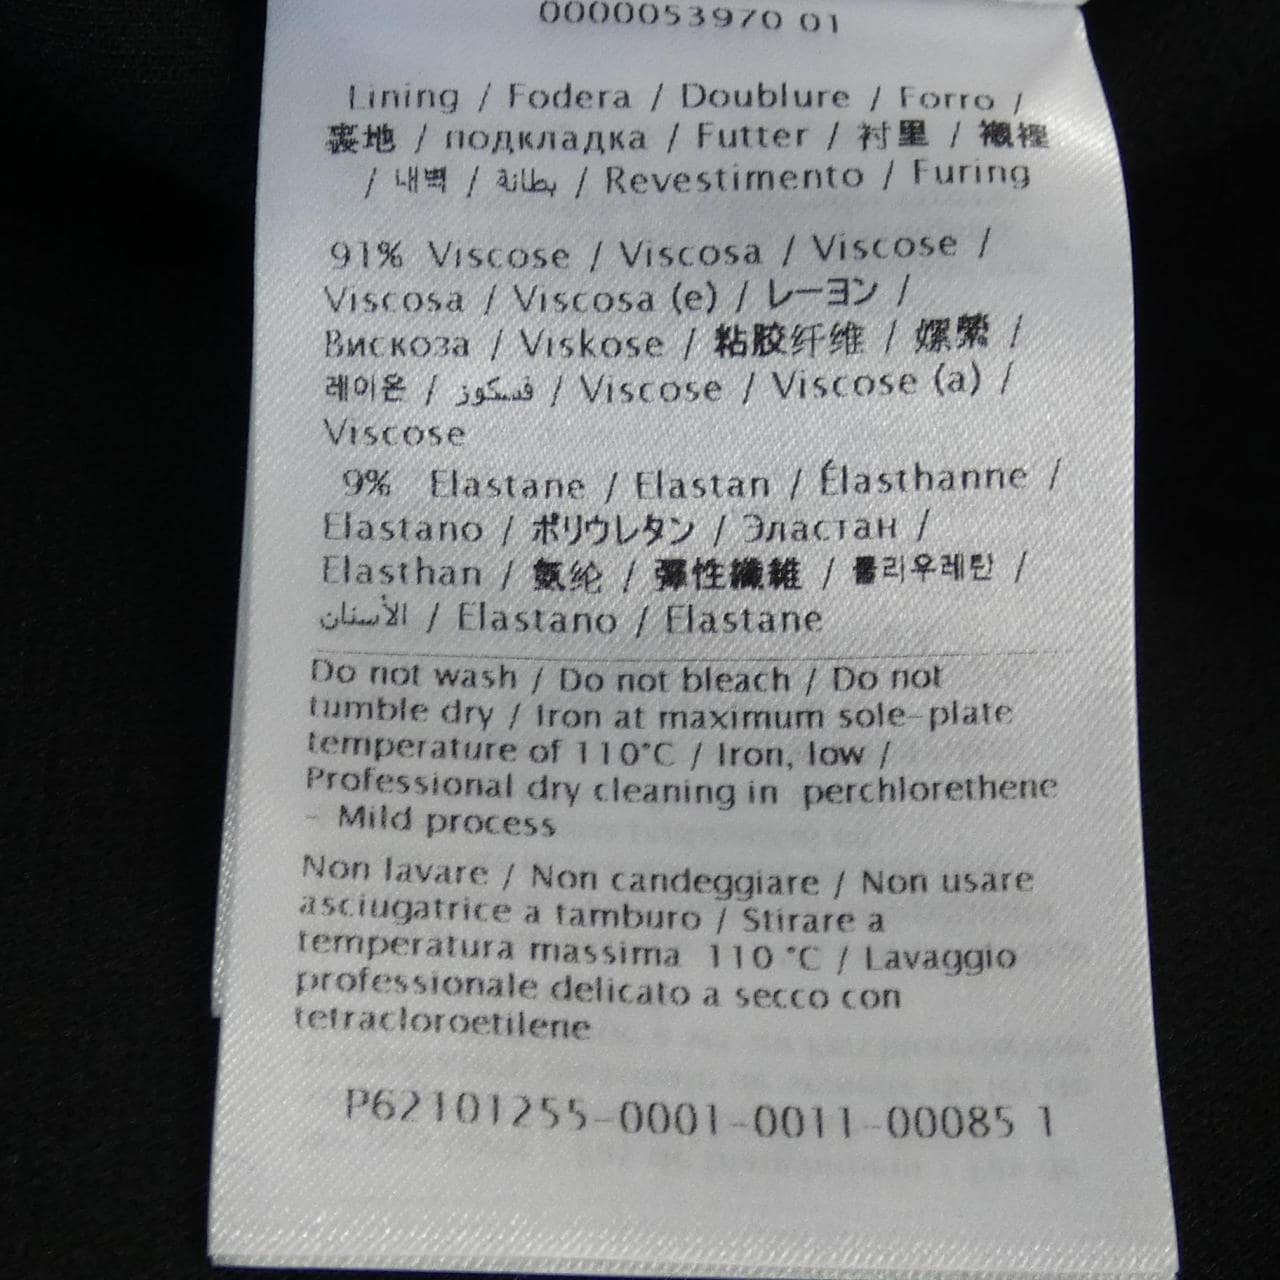 0000053970 01
Lining / Fodera / Doublure / Forro /
裏地 / подкладка / Futter / 衬里 / 襯裡
/ 내벽 / بطانة / Revestimento / Furing
91% Viscose / Viscosa / Viscose /
Viscosa / Viscosa (e) / レーヨン /
Вискоза / Viskose / 粘胶纤维 / 嫘縈 /
레이온 / فسكوز / Viscose / Viscose (a) /
Viscose
9% Elastane / Elastan / Élasthanne /
Elastano / ポリウレタン / Эластан /
Elasthan / 氨纶 / 彈性纖維 / 폴리우레탄 /
الأستان / Elastano / Elastane
Do not wash / Do not bleach / Do not
tumble dry / Iron at maximum sole-plate
temperature of 110°C / Iron, low /
Professional dry cleaning in perchlorethene
- Mild process
Non lavare / Non candeggiare / Non usare
asciugatrice a tamburo / Stirare a
temperatura massima 110 °C / Lavaggio
professionale delicato a secco con
tetracloroetilene
P62101255-0001-0011-00085 1